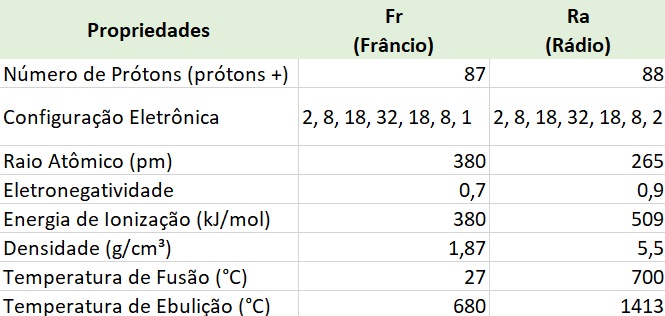 Propriedades Fr (Frâncio) Ra (Rádio)
Número de Prótons (prótons +) 87 88
Configuração Eletrônica 2, 8, 18, 32, 18, 8, 1 2, 8, 18, 32, 18, 8, 2
Raio Atômico (pm) 380 265
Eletronegatividade 0,7 0,9
Energia de Ionização (kJ/mol) 380 509
Densidade (g/cm³) 1,87 5,5
Temperatura de Fusão (°C) 27 700
Temperatura de Ebulição (°C) 680 1413